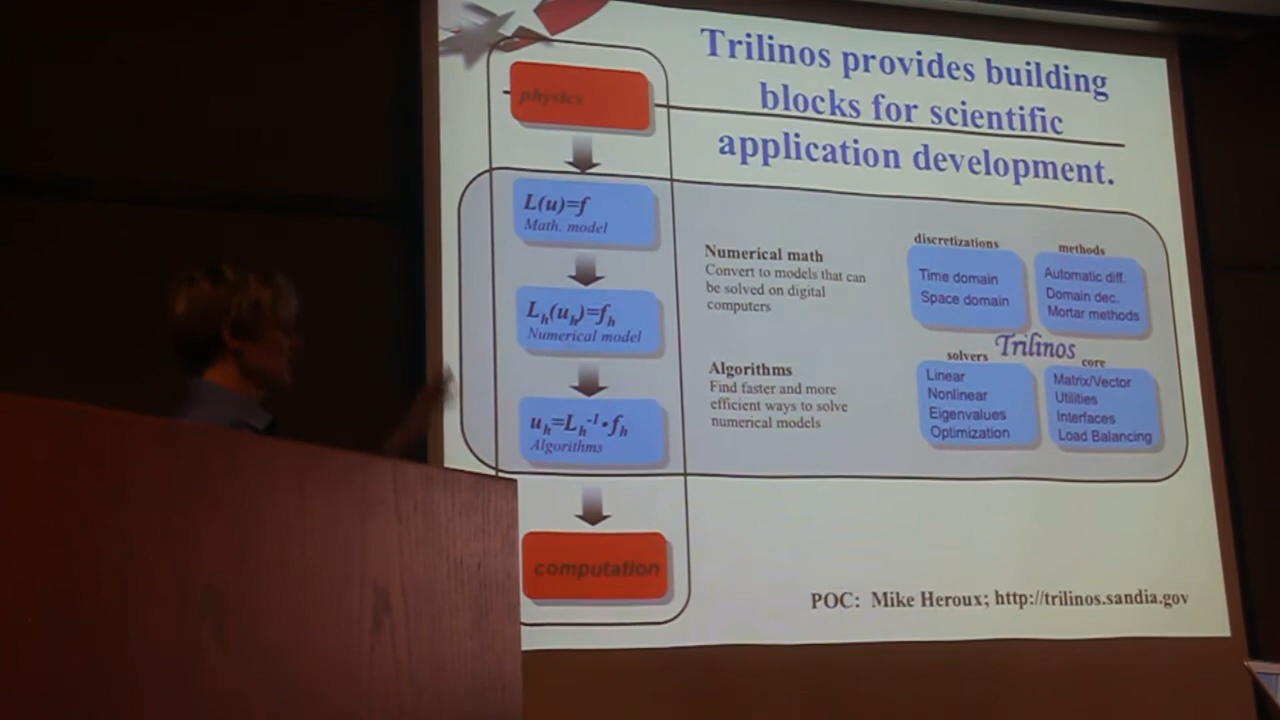 Trilinos provides building
blocks for scientific
application development.
physics
L(u)=f
Math. model
Lh(uh)=fh
Numerical model
uh=Lh-1•fh
Algorithms
computation
Numerical math
Convert to models that can
be solved on digital
computers
Algorithms
Find faster and more
efficient ways to solve
numerical models
discretizations
Time domain
Space domain
methods
Automatic diff.
Domain dec.
Mortar methods
Trilinos
solvers
Linear
Nonlinear
Eigenvalues
Optimization
core
Matrix/Vector
Utilities
Interfaces
Load Balancing
POC: Mike Heroux; http://trilinos.sandia.gov